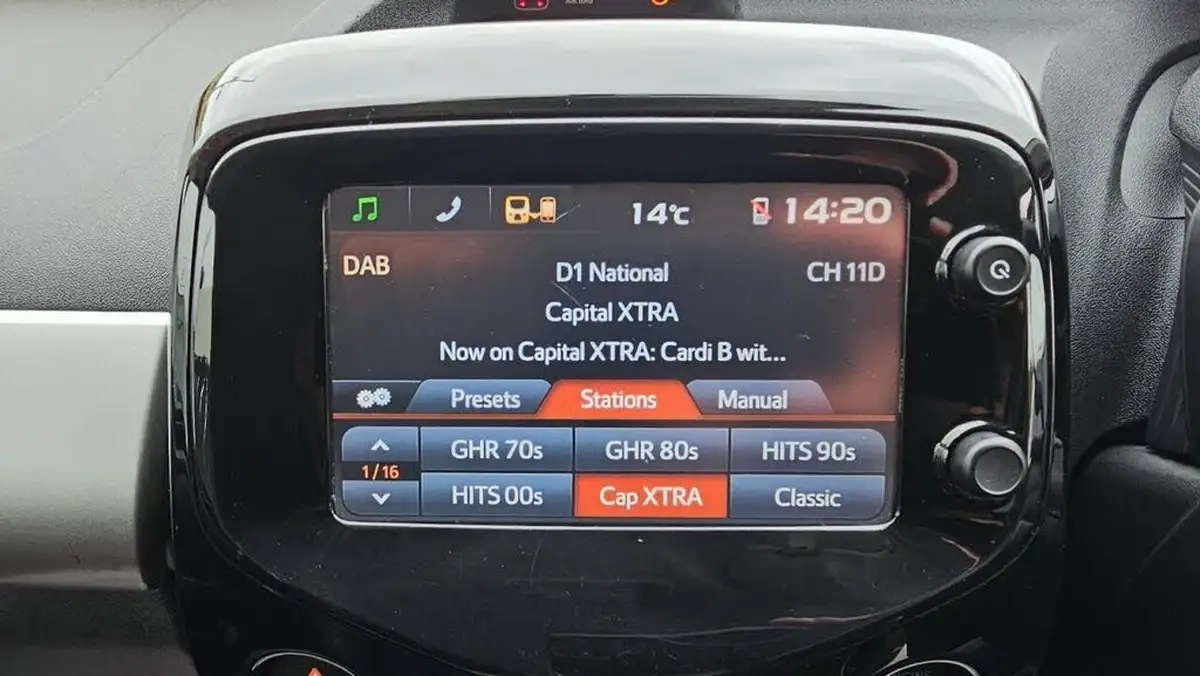 14°c 14:20
DAB D1 National CH 11D
Capital XTRA
Now on Capital XTRA: Cardi B wit...
Presets Stations Manual
GHR 70s GHR 80s HITS 90s
1/16
HITS 00s Cap XTRA Classic